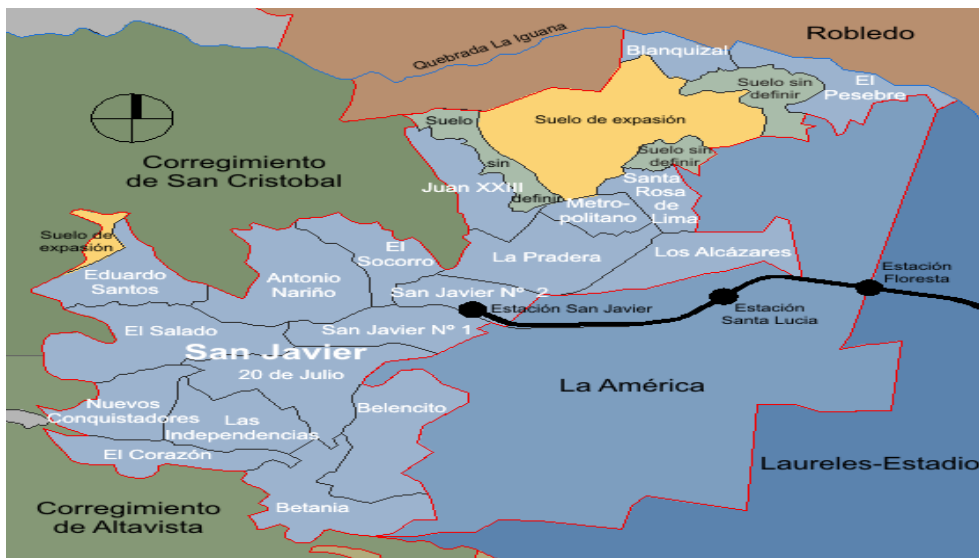 Robledo
Blanquizal
Quebrada La Iguana
Suelo sin
definir
El
Pesebre
Suelo
sin
definir
Suelo de expasión
Suelo sin
definir
Corregimiento
de San Cristobal
Juan XXIII
Santa
Rosa
de
Lima
Metro-
politano
Suelo de
expasión
Eduardo
Santos
Antonio
Nariño
El
Socorro
La Pradera
Los Alcázares
Estación
Floresta
San Javier Nº 2
Estación San Javier
Estación
Santa Lucia
El Salado
San Javier Nº 1
San Javier
20 de Julio
La América
Nuevos
Conquistadores
Las
Independencias
Belencito
El Corazón
Laureles-Estadio
Corregimiento
de Altavista
Betania